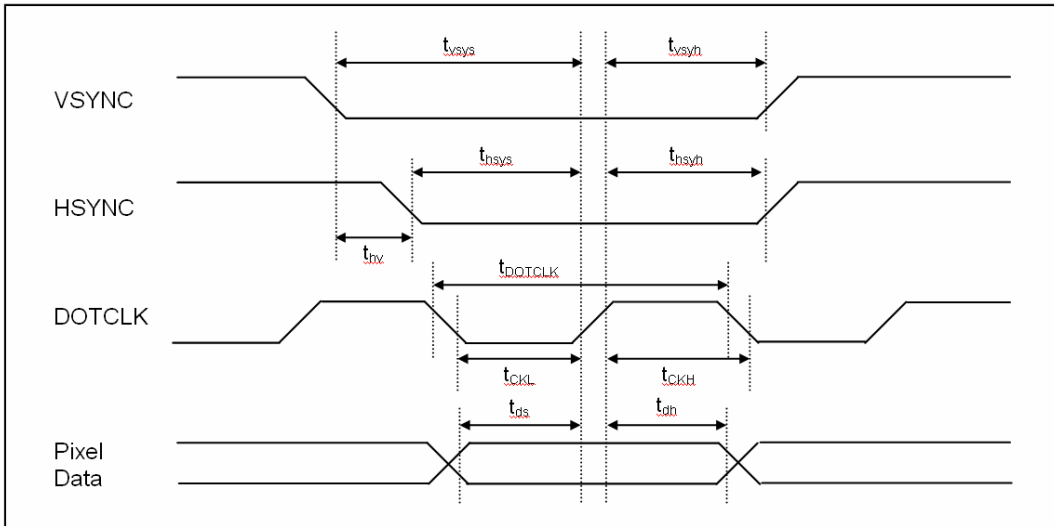 tvsys
tvsyh
VSYNC
thsys
thsyh
HSYNC
thv
tDOTCLK
DOTCLK
tCKL
tCKH
tds
tdh
Pixel
Data